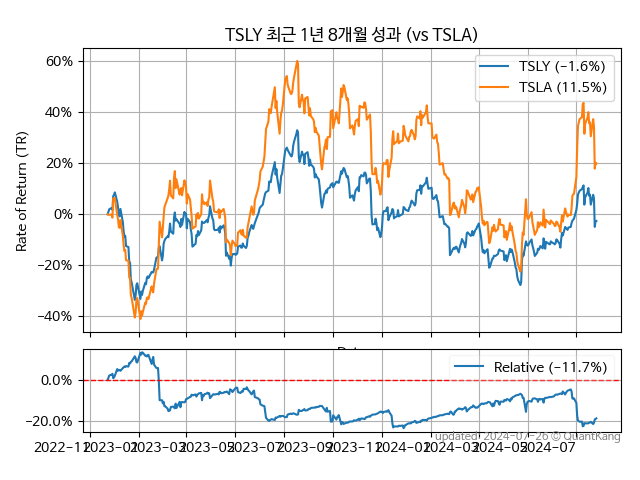 TSLY 최근 1년 8개월 성과 (vs TSLA)
Rate of Return (TR)
60%
40%
20%
0%
−20%
−40%
TSLY (−1.6%)
TSLA (11.5%)
0.0%
−20.0%
Relative (−11.7%)
updated: 2024-07-26 © QuantKang
2022-11 2023-01 2023-03 2023-05 2023-07 2023-09 2023-11 2024-01 2024-03 2024-05 2024-07